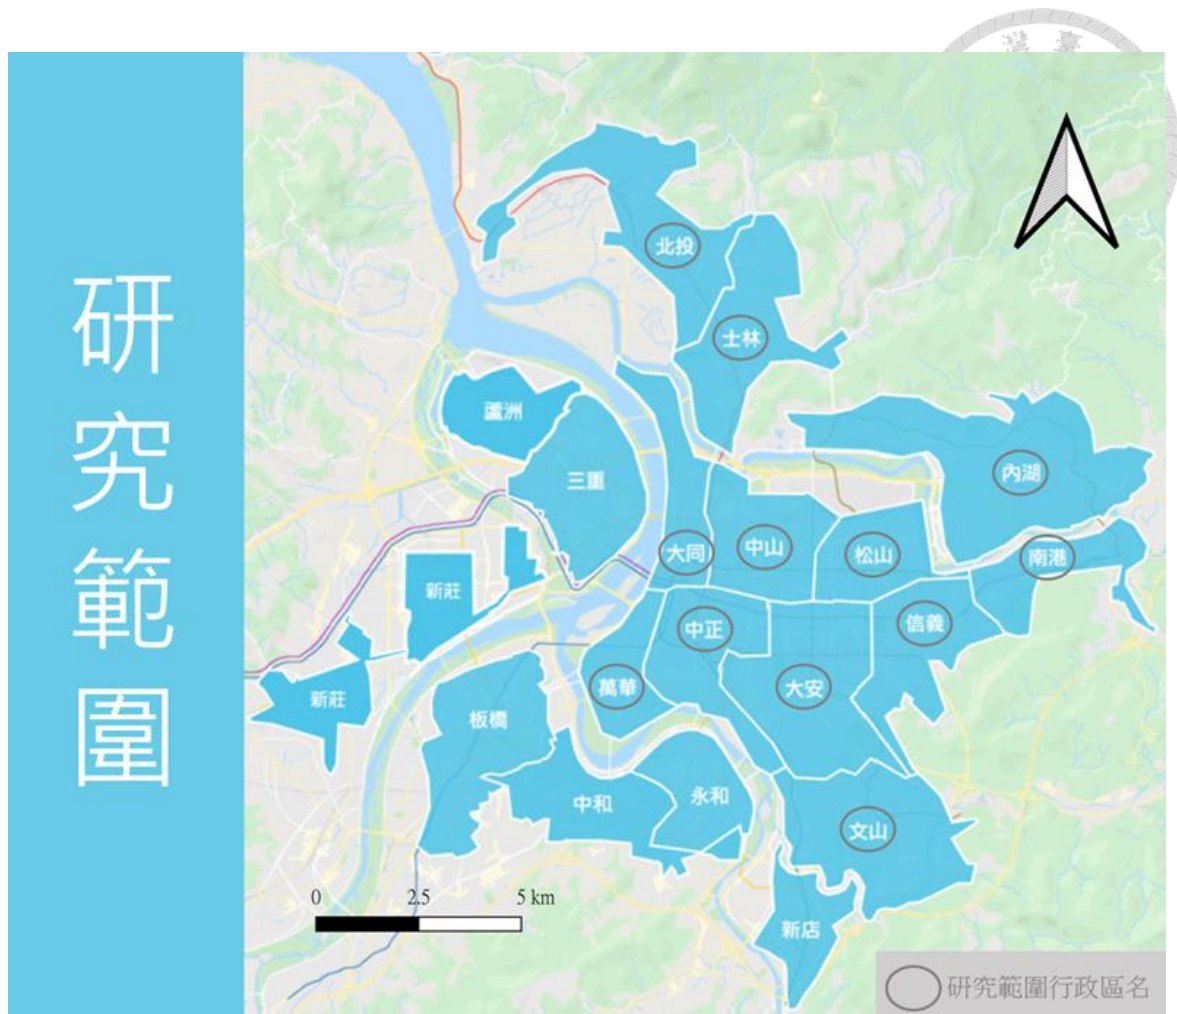 灣臺
研究範圍
北投
士林
蘆洲
三重
內湖
大同
中山
松山
南港
新莊
中正
信義
萬華
大安
新莊
板橋
中和
永和
文山
新店
0 2.5 5 km
研究範圍行政區名